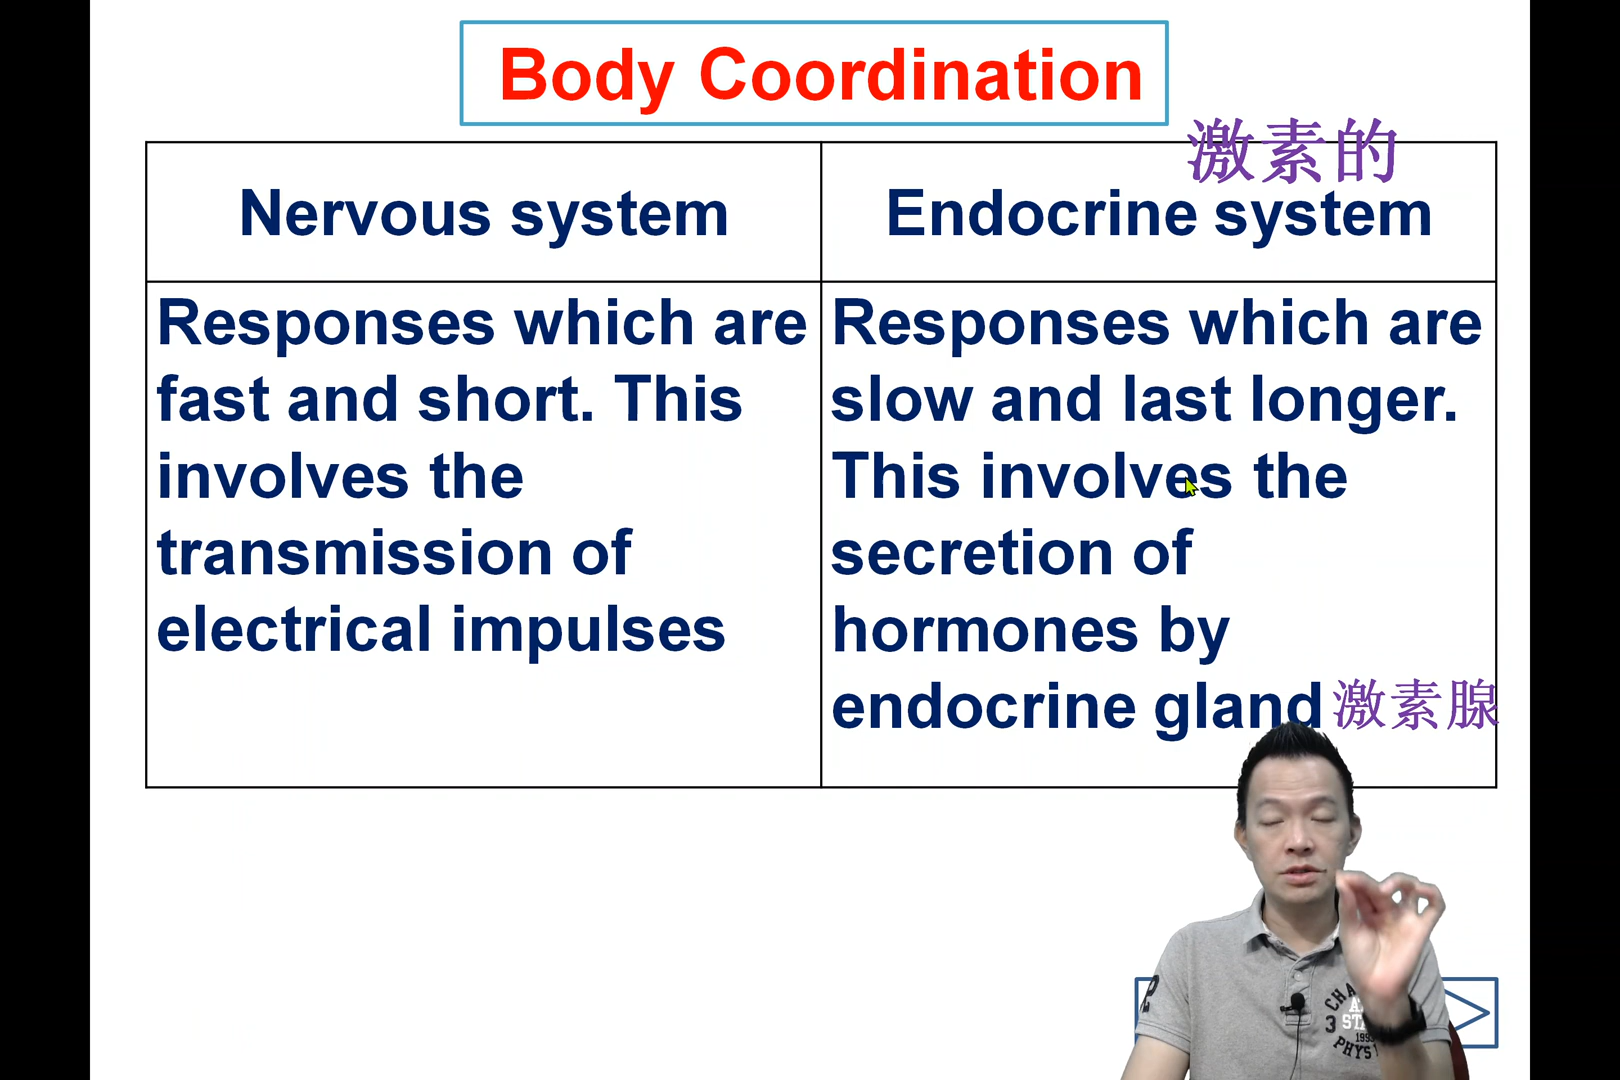 Body Coordination
激素的
Nervous system
Endocrine system
Responses which are
fast and short. This
involves the
transmission of
electrical impulses
Responses which are
slow and last longer.
This involves the
secretion of
hormones by
endocrine gland 激素腺
3
1993